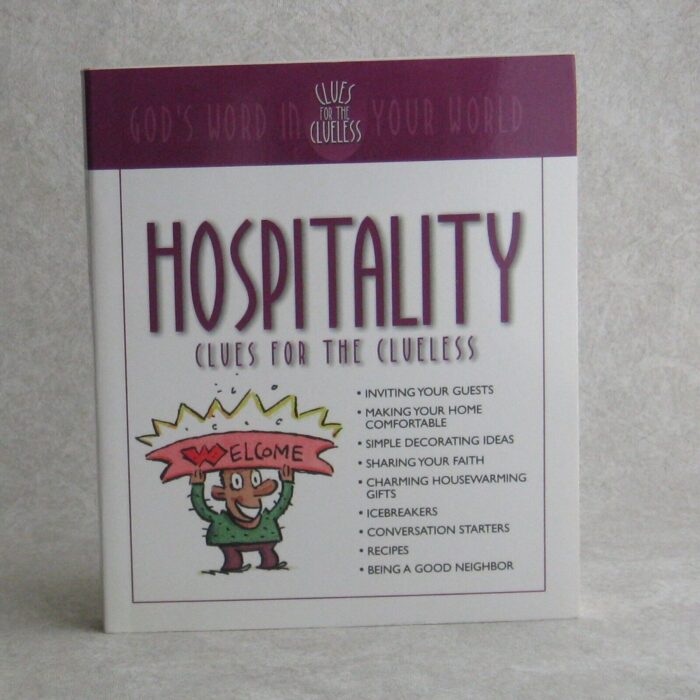 GOD'S WORD IN YOUR WORLD
CLUES
FOR THE
CLUELESS
HOSPITALITY
CLUES FOR THE CLUELESS
WELCOME
• INVITING YOUR GUESTS
• MAKING YOUR HOME
COMFORTABLE
• SIMPLE DECORATING IDEAS
• SHARING YOUR FAITH
• CHARMING HOUSEWARMING
GIFTS
• ICEBREAKERS
• CONVERSATION STARTERS
• RECIPES
• BEING A GOOD NEIGHBOR